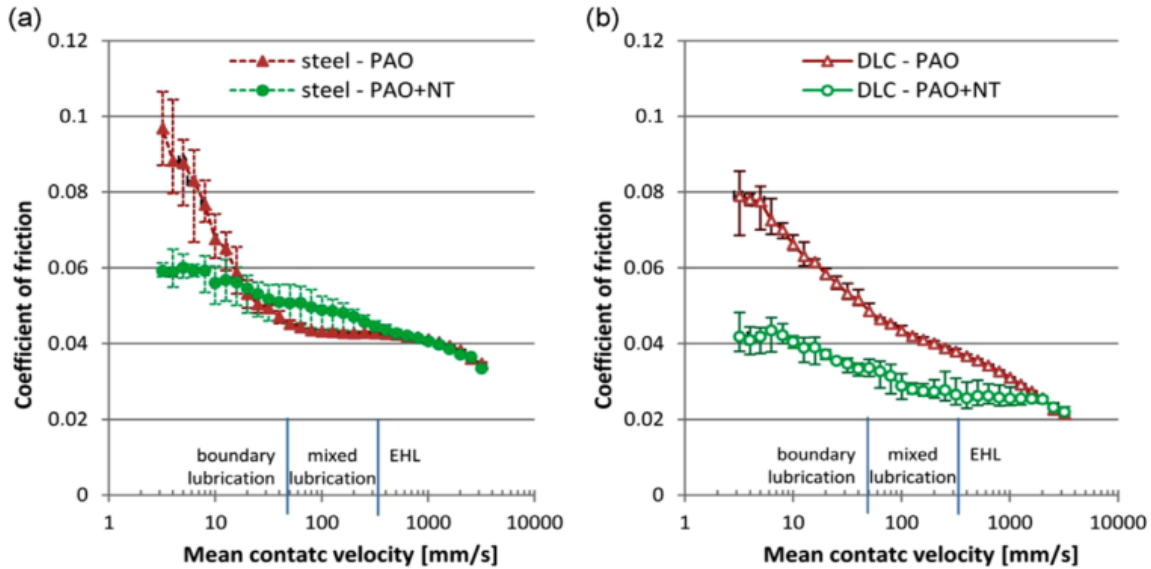 (a)
0.12
0.1
0.08
0.06
0.04
0.02
0
Coefficient of friction
steel - PAO
steel - PAO+NT
boundary lubrication
mixed lubrication
EHL
1
10
100
1000
10000
Mean contatc velocity [mm/s]
(b)
0.12
0.1
0.08
0.06
0.04
0.02
0
Coefficient of friction
DLC - PAO
DLC - PAO+NT
boundary lubrication
mixed lubrication
EHL
1
10
100
1000
10000
Mean contatc velocity [mm/s]